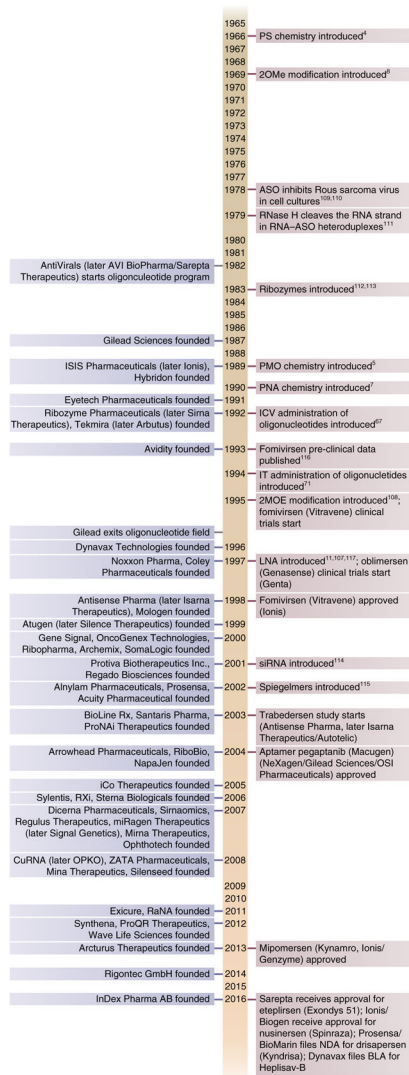 1965
1966
PS chemistry introduced4
1967
1968
1969
2OMe modification introduced8
1970
1971
1972
1973
1974
1975
1976
1977
1978
ASO inhibits Rous sarcoma virus
in cell cultures109,110
1979
RNase H cleaves the RNA strand
in RNA–ASO heteroduplexes111
1980
1981
AntiVirals (later AVI BioPharma/Sarepta
Therapeutics) starts oligonculeotide program
1982
1983
Ribozymes introduced112,113
1984
1985
1986
Gilead Sciences founded
1987
1988
ISIS Pharmaceuticals (later Ionis),
Hybridon founded
1989
PMO chemistry introduced5
1990
PNA chemistry introduced7
Eyetech Pharmaceuticals founded
1991
Ribozyme Pharmaceuticals (later Sirna
Therapeutics), Tekmira (later Arbutus) founded
1992
ICV administration of
oligonucleotides introduced67
Avidity founded
1993
Fomivirsen pre-clinical data
published116
1994
IT administration of oligonucletides
introduced71
1995
2MOE modification introduced108;
fomivirsen (Vitravene) clinical
trials start
Gilead exits oligonucleotide field
Dynavax Technologies founded
1996
Noxxon Pharma, Coley
Pharmaceuticals founded
1997
LNA introduced11,107,117; oblimersen
(Genasense) clinical trials start
(Genta)
Antisense Pharma (later Isarna
Therapeutics), Mologen founded
1998
Fomivirsen (Vitravene) approved
(Ionis)
Atugen (later Silence Therapeutics) founded
1999
Gene Signal, OncoGenex Technologies,
Ribopharma, Archemix, SomaLogic founded
2000
Protiva Biotherapeutics Inc.,
Regado Biosciences founded
2001
siRNA introduced114
Alnylam Pharmaceuticals, Prosensa,
Acuity Pharmaceutical founded
2002
Spiegelmers introduced115
BioLine Rx, Santaris Pharma,
ProNAi Therapeutics founded
2003
Trabedersen study starts
(Antisense Pharma, later Isarna
Therapeutics/Autotelic)
Arrowhead Pharmaceuticals, RiboBio,
NapaJen founded
2004
Aptamer pegaptanib (Macugen)
(NeXagen/Gilead Sciences/OSI
Pharmaceuticals) approved
iCo Therapeutics founded
2005
Sylentis, RXi, Sterna Biologicals founded
2006
Dicerna Pharmaceuticals, Sirnaomics,
Regulus Therapeutics, miRagen Therapeutics
(later Signal Genetics), Mirna Therapeutics,
Ophthotech founded
2007
CuRNA (later OPKO), ZATA Pharmaceuticals,
Mina Therapeutics, Silenseed founded
2008
2009
2010
Exicure, RaNA founded
2011
Synthena, ProQR Therapeutics,
Wave Life Sciences founded
2012
Arcturus Therapeutics founded
2013
Mipomersen (Kynamro, Ionis/
Genzyme) approved
Rigontec GmbH founded
2014
2015
InDex Pharma AB founded
2016
Sarepta receives approval for
eteplirsen (Exondys 51); Ionis/
Biogen receive approval for
nusinersen (Spinraza); Prosensa/
BioMarin files NDA for drisapersen
(Kyndrisa); Dynavax files BLA for
Heplisav-B